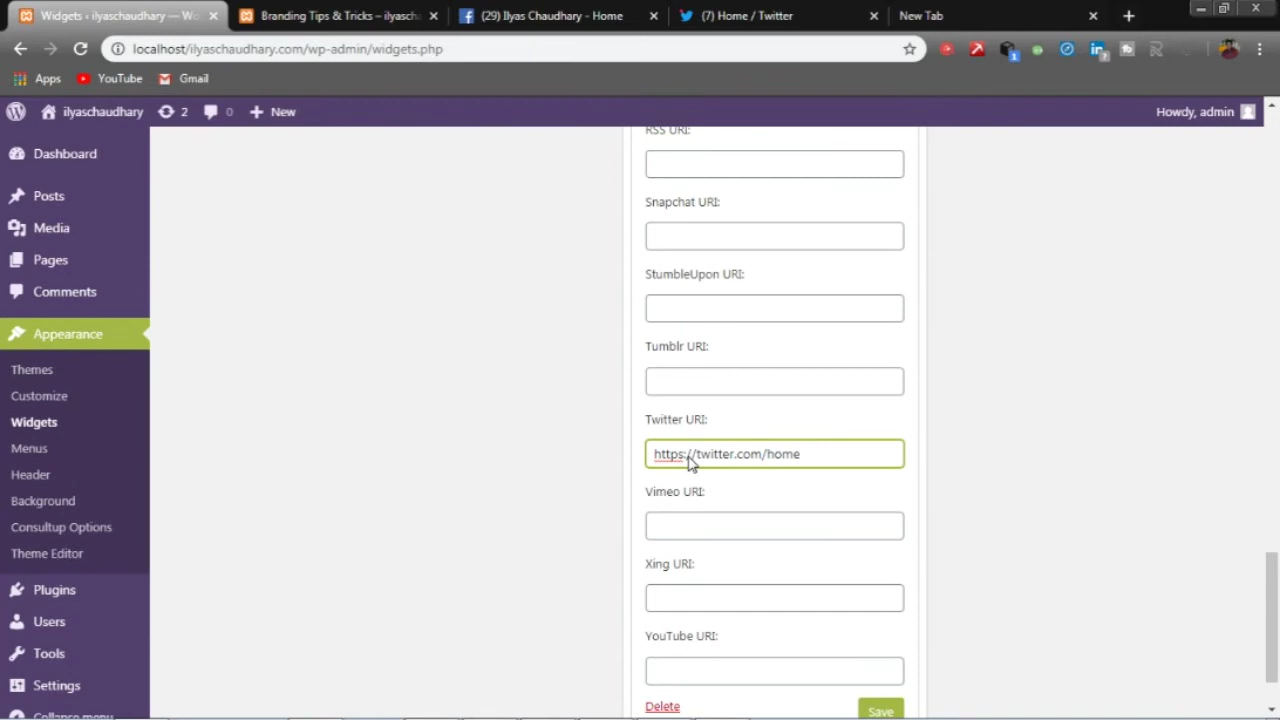 Widgets ‹ ilyaschaudhary — Wo
Branding Tips & Tricks – ilyasch
(29) Ilyas Chaudhary - Home
(7) Home / Twitter
New Tab
localhost/ilyaschaudhary.com/wp-admin/widgets.php
Apps
YouTube
Gmail
ilyaschaudhary
2
0
New
Howdy, admin
Dashboard
Posts
Media
Pages
Comments
Appearance
Themes
Customize
Widgets
Menus
Header
Background
Consultup Options
Theme Editor
Plugins
Users
Tools
Settings
Collapse menu
RSS URI:
Snapchat URI:
StumbleUpon URI:
Tumblr URI:
Twitter URI:
https://twitter.com/home
Vimeo URI:
Xing URI:
YouTube URI:
Delete
Save